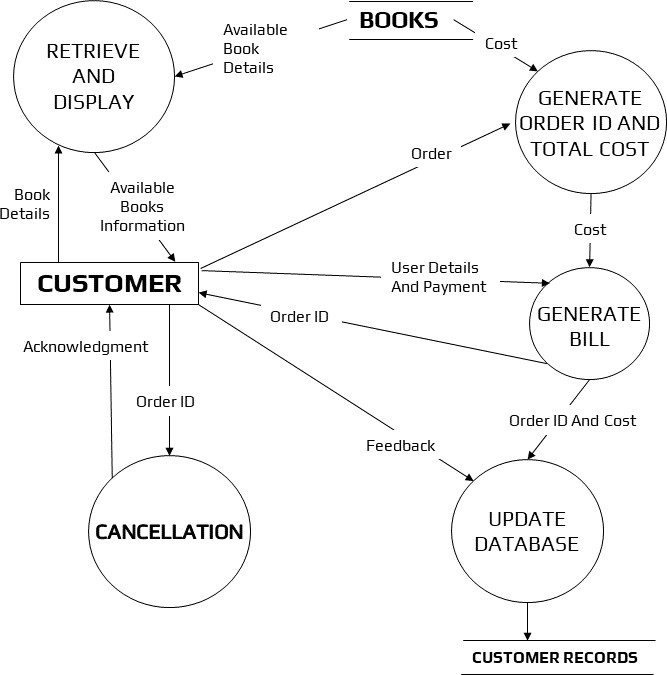 BOOKS
Available
Book
Details
Cost
RETRIEVE
AND
DISPLAY
GENERATE
ORDER ID AND
TOTAL COST
Order
Book
Details
Available
Books
Information
Cost
CUSTOMER
User Details
And Payment
Order ID
GENERATE
BILL
Acknowledgment
Order ID
Order ID And Cost
Feedback
CANCELLATION
UPDATE
DATABASE
CUSTOMER RECORDS